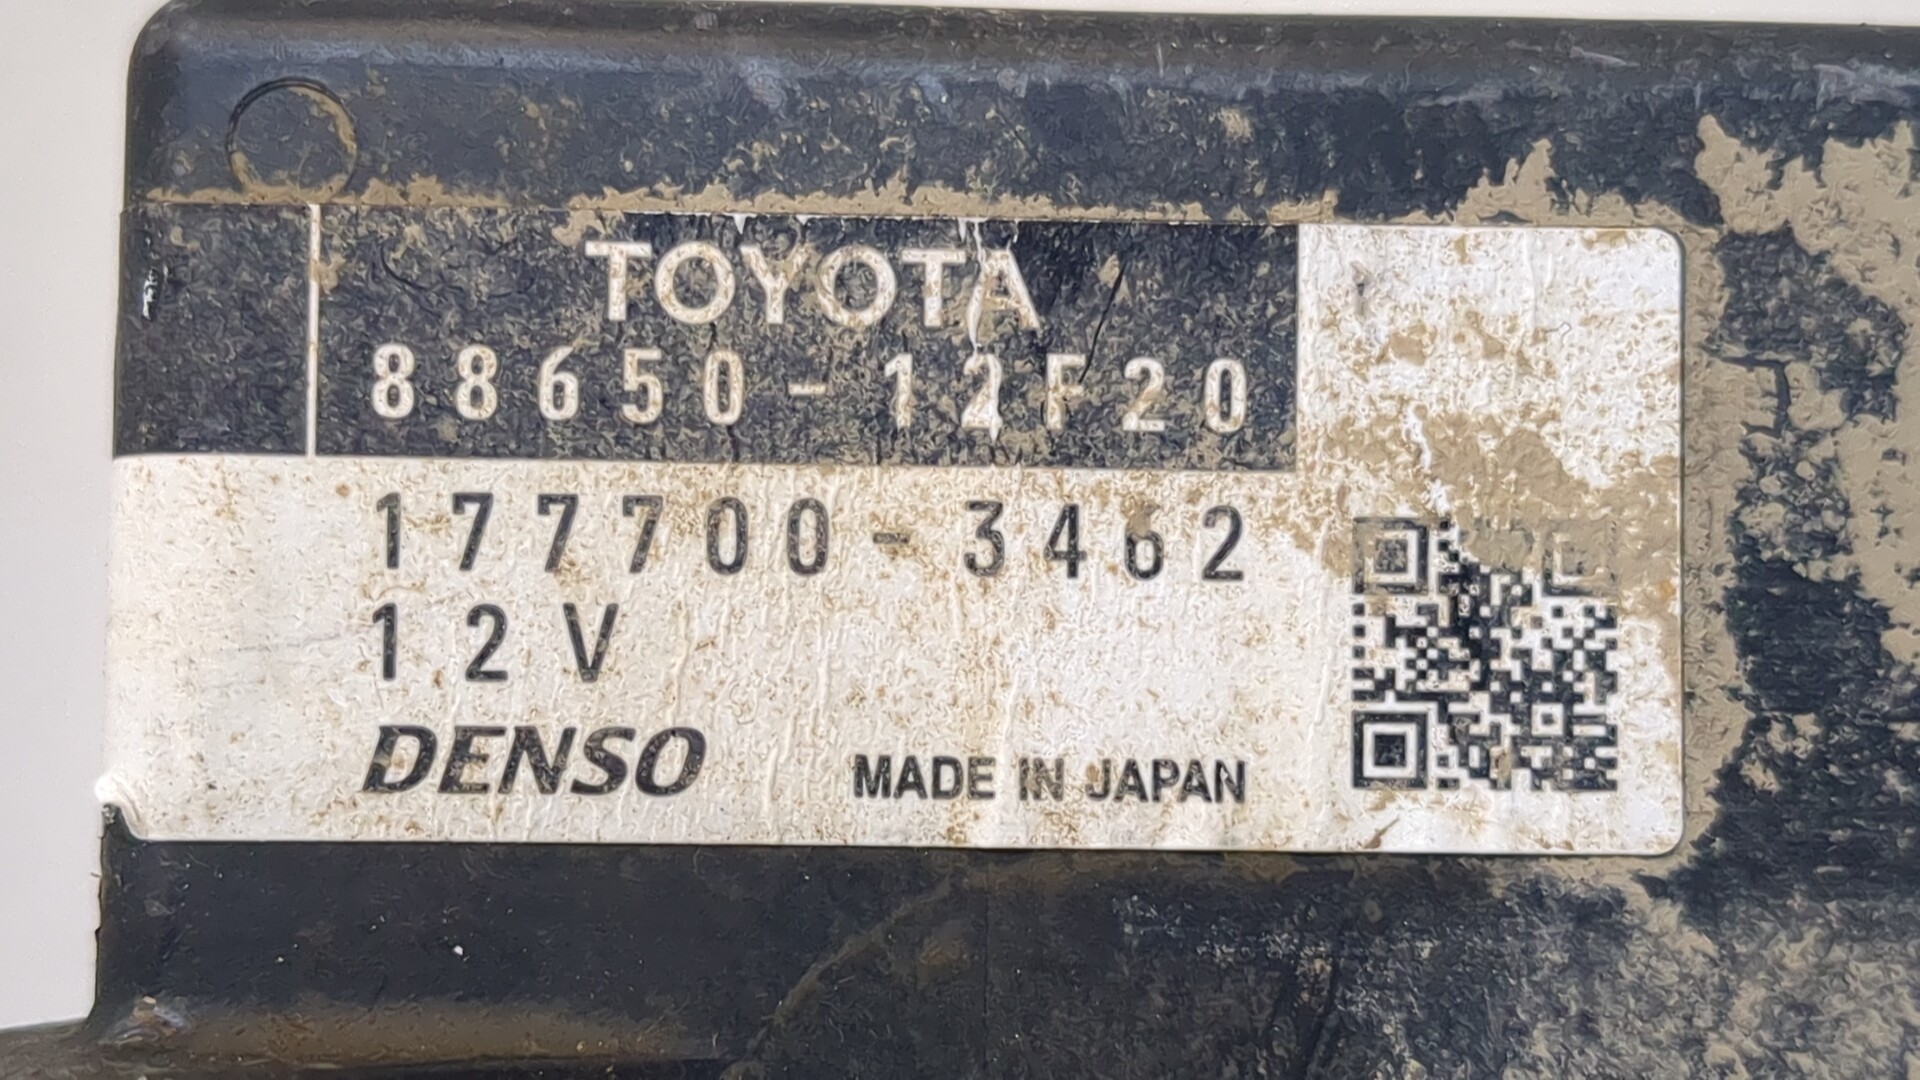 TOYOTA
88650-12F20
177700-3462
12V
DENSO
MADE IN JAPAN